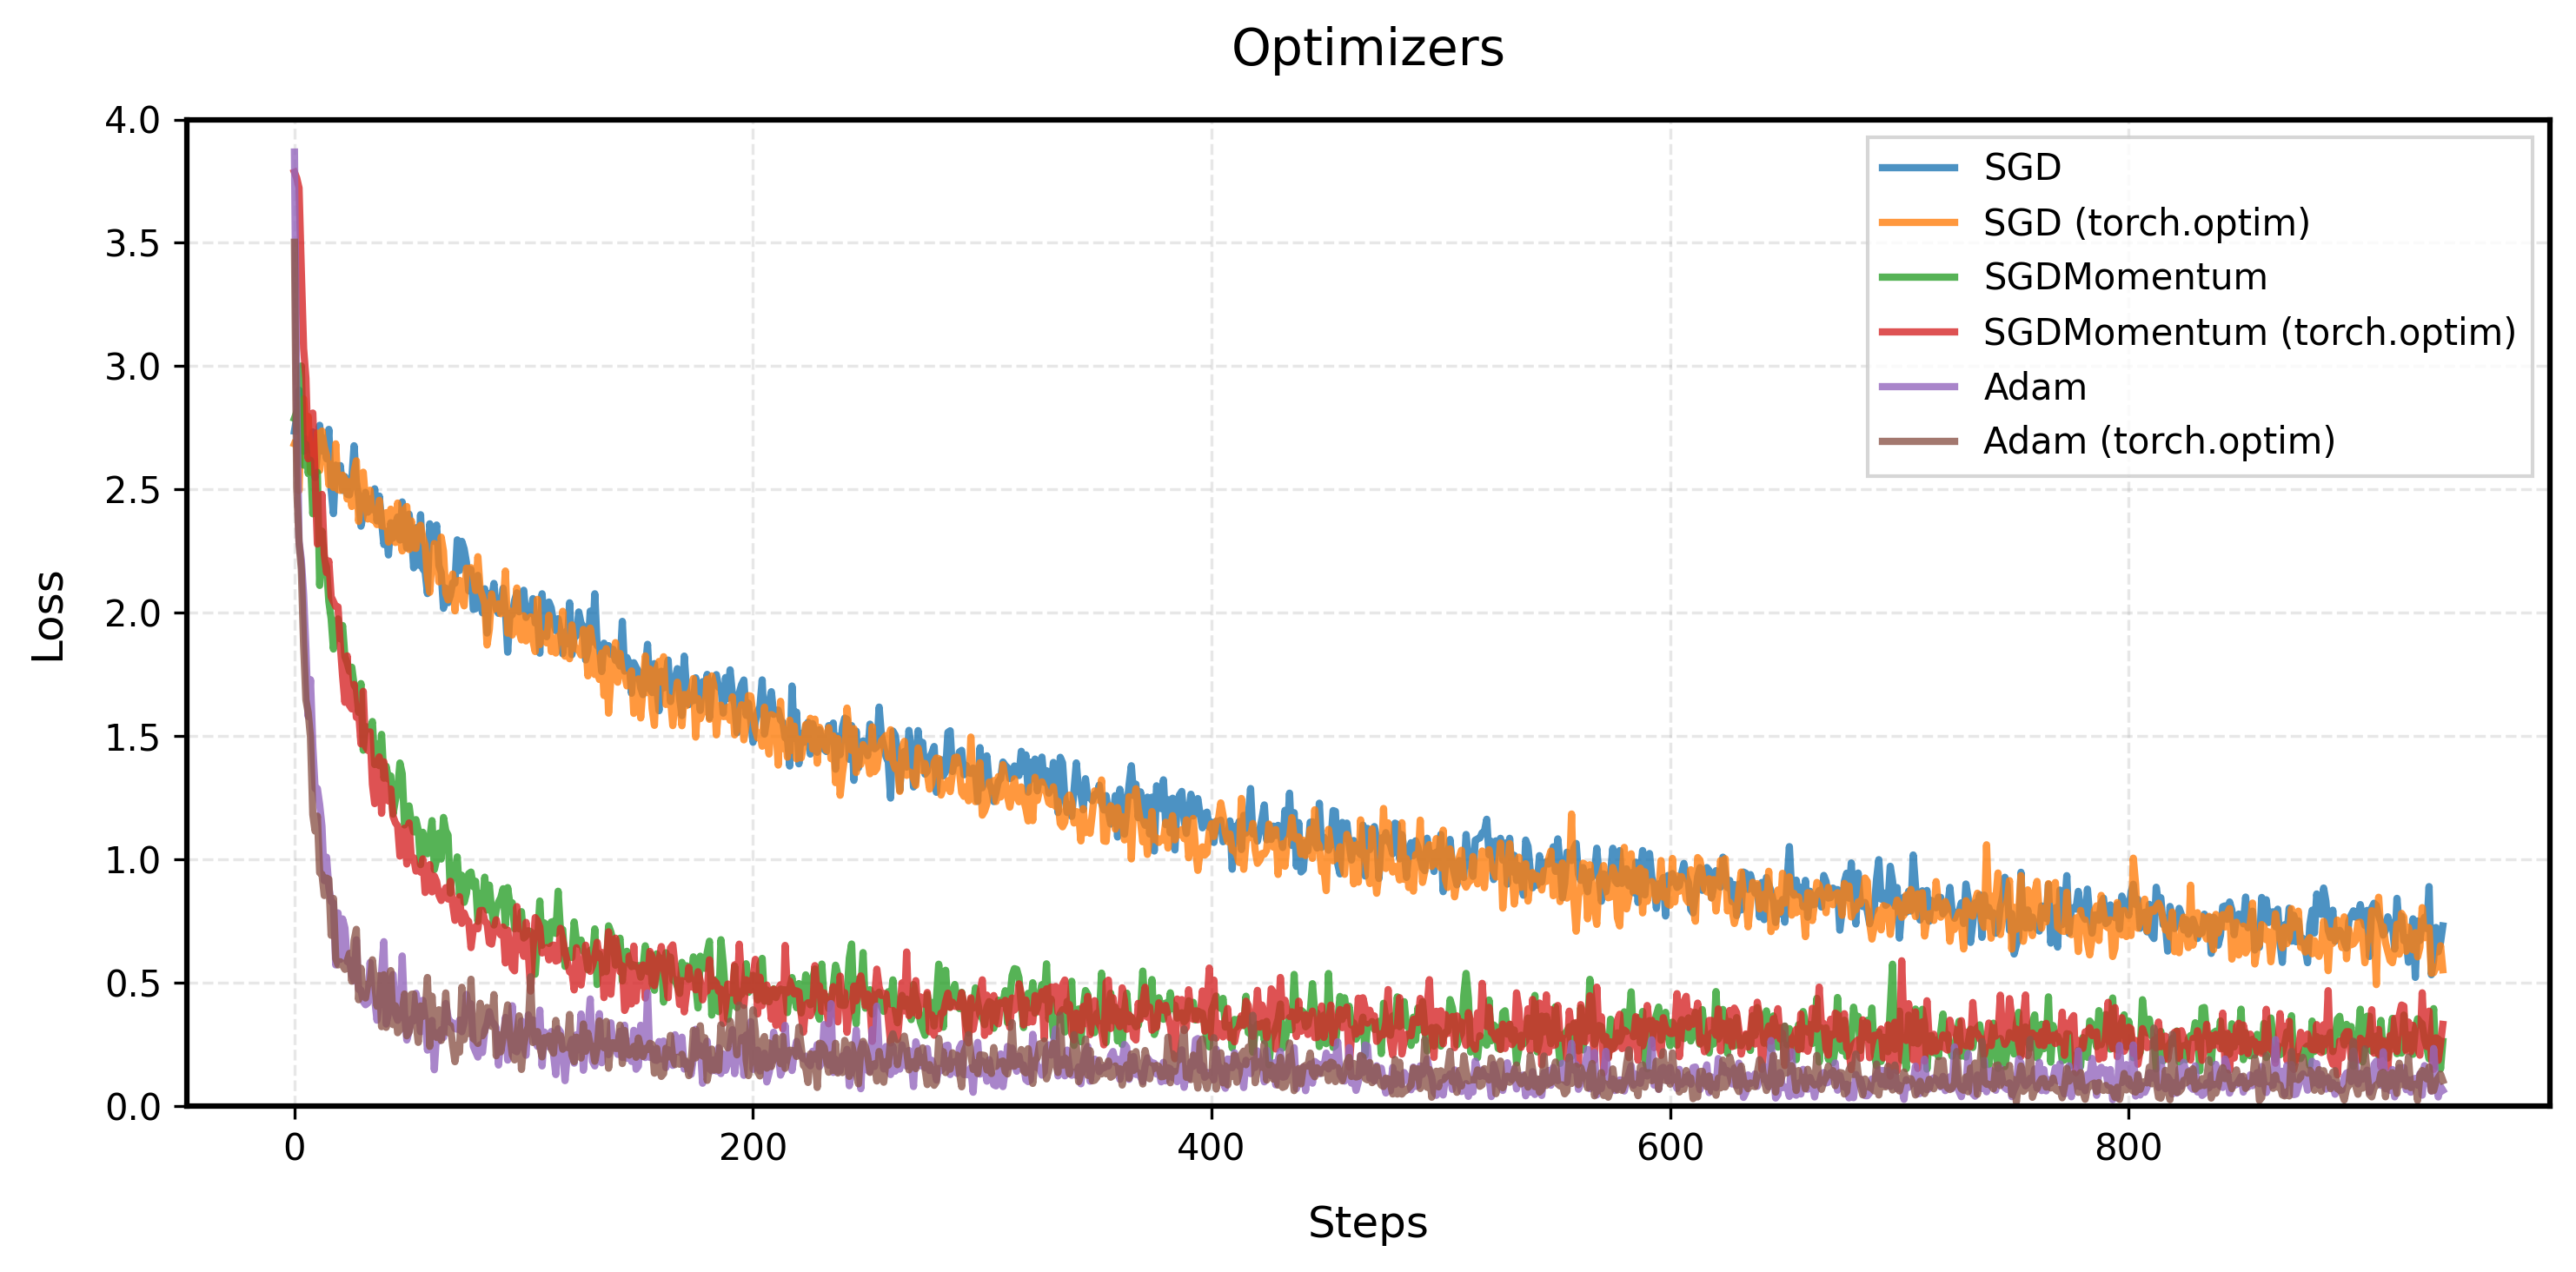 Optimizers
4.0
3.5
3.0
2.5
2.0
1.5
1.0
0.5
0.0
Loss
SGD
SGD (torch.optim)
SGDMomentum
SGDMomentum (torch.optim)
Adam
Adam (torch.optim)
0 200 400 600 800
Steps